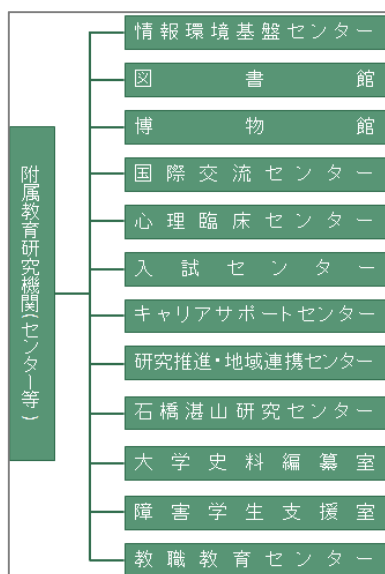 附属教育研究機関(センター等)
情報環境基盤センター
図書館
博物館
国際交流センター
心理臨床センター
入試センター
キャリアサポートセンター
研究推進・地域連携センター
石橋湛山研究センター
大学史料編纂室
障害学生支援室
教職教育センター